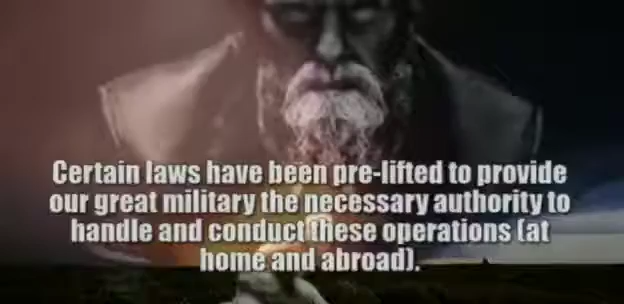 Certain laws have been pre-lifted to provide
our great military the necessary authority to
handle and conduct these operations (at
home and abroad).